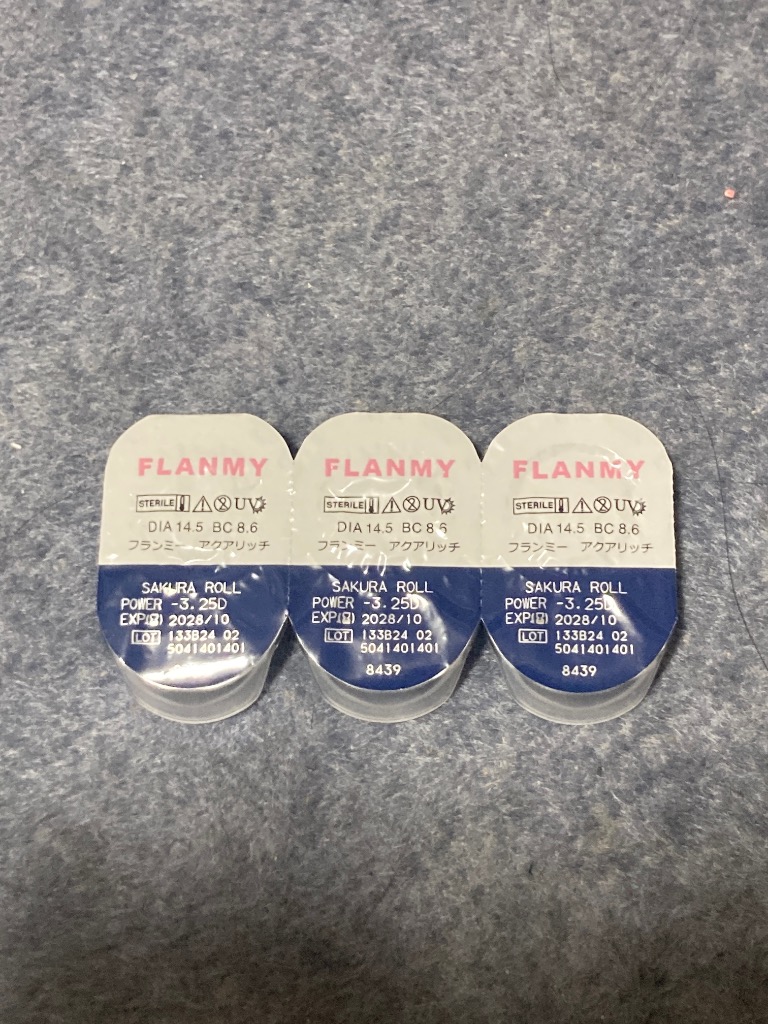 FLANMY
STERILE UV
DIA 14.5 BC 8.6
フランミー アクアリッチ
SAKURA ROLL
POWER -3.25D
EXP 2028/10
LOT 133B24 02
5041401401
FLANMY
STERILE UV
DIA 14.5 BC 8.6
フランミー アクアリッチ
SAKURA ROLL
POWER -3.25D
EXP 2028/10
LOT 133B24 02
5041401401
8439
FLANMY
STERILE UV
DIA 14.5 BC 8.6
フランミー アクアリッチ
SAKURA ROLL
POWER -3.25D
EXP 2028/10
LOT 133B24 02
5041401401
8439